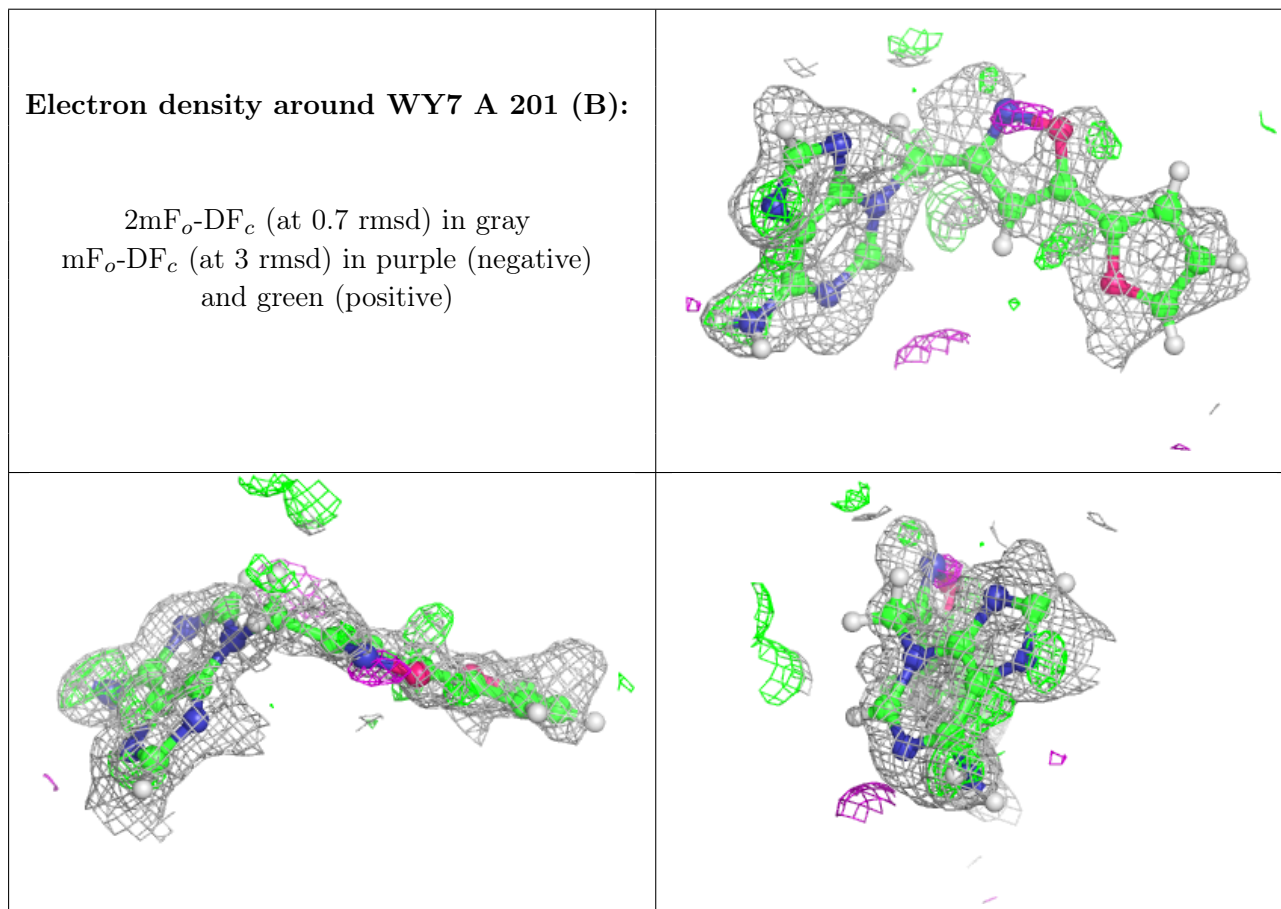 Electron density around WY7 A 201 (B):
2mFo-DFc (at 0.7 rmsd) in gray
mFo-DFc (at 3 rmsd) in purple (negative)
and green (positive)